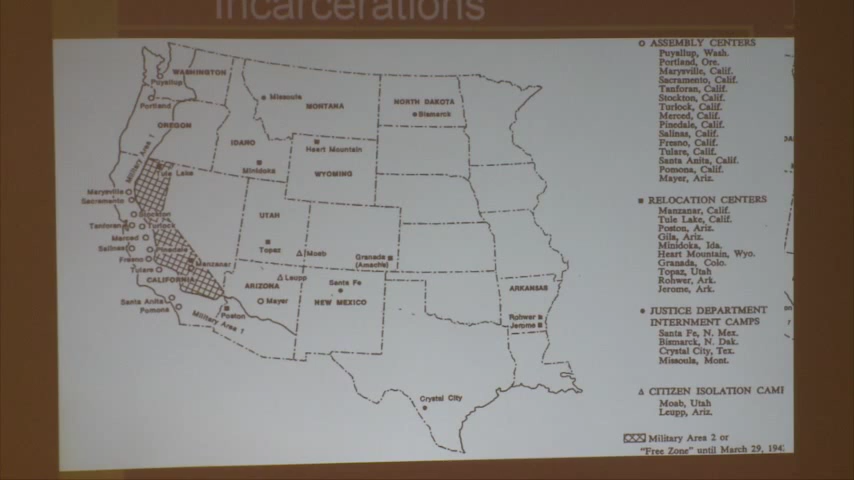 Incarcerations
WASHINGTON
Puyallup
Portland
OREGON
Military Area 1
IDAHO
Minidoka
Missoula
MONTANA
Heart Mountain
WYOMING
NORTH DAKOTA
Bismarck
Tule Lake
Marysville
Sacramento
Stockton
Tanforan
Turlock
Merced
Salinas
Pinedale
Fresno
Manzanar
Tulare
CALIFORNIA
Santa Anita
Pomona
Military Area 1
Poston
UTAH
Topaz
Moab
Leupp
ARIZONA
Mayer
Granada
(Amache)
Santa Fe
NEW MEXICO
ARKANSAS
Rohwer
Jerome
Crystal City
ASSEMBLY CENTERS
Puyallup, Wash.
Portland, Ore.
Marysville, Calif.
Sacramento, Calif.
Tanforan, Calif.
Stockton, Calif.
Turlock, Calif.
Merced, Calif.
Pinedale, Calif.
Salinas, Calif.
Fresno, Calif.
Tulare, Calif.
Santa Anita, Calif.
Pomona, Calif.
Mayer, Ariz.
RELOCATION CENTERS
Manzanar, Calif.
Tule Lake, Calif.
Poston, Ariz.
Gila, Ariz.
Minidoka, Ida.
Heart Mountain, Wyo.
Granada, Colo.
Topaz, Utah
Rohwer, Ark.
Jerome, Ark.
JUSTICE DEPARTMENT
INTERNMENT CAMPS
Santa Fe, N. Mex.
Bismarck, N. Dak.
Crystal City, Tex.
Missoula, Mont.
CITIZEN ISOLATION CAMP
Moab, Utah
Leupp, Ariz.
Military Area 2 or
"Free Zone" until March 29, 194